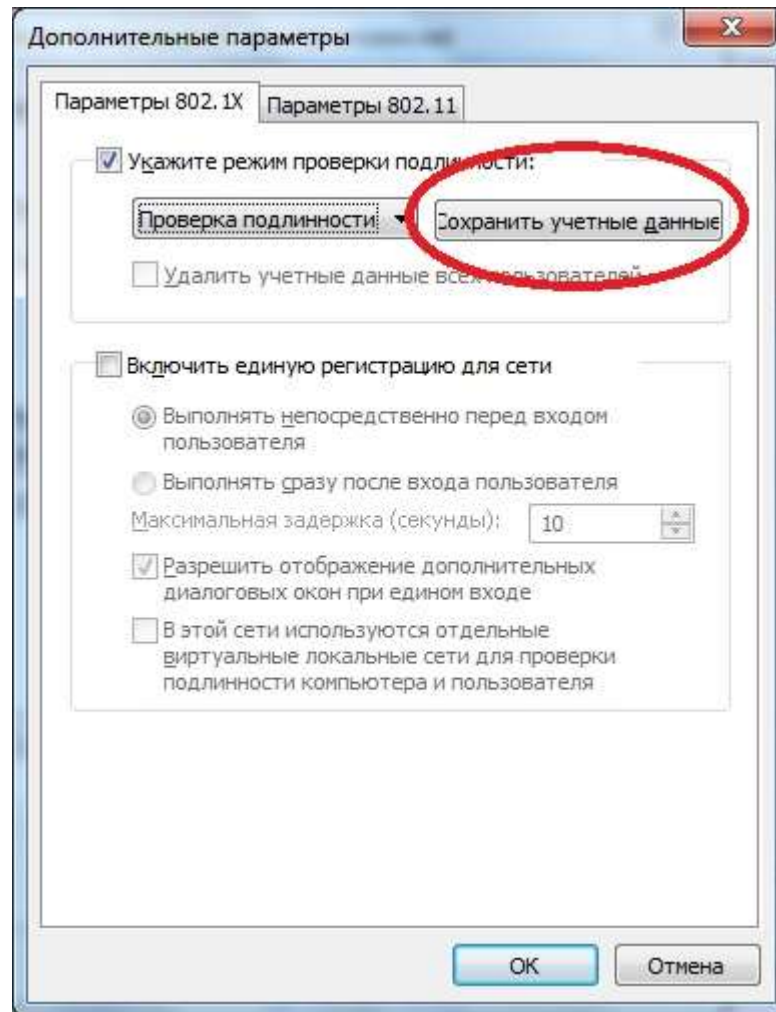 Дополнительные параметры
Параметры 802.1X
Параметры 802.11
Укажите режим проверки подлинности:
Проверка подлинности
Сохранить учетные данные
Удалить учетные данные всех пользователей
Включить единую регистрацию для сети
Выполнять непосредственно перед входом
пользователя
Выполнять сразу после входа пользователя
Максимальная задержка (секунды):
10
Разрешить отображение дополнительных
диалоговых окон при едином входе
В этой сети используются отдельные
виртуальные локальные сети для проверки
подлинности компьютера и пользователя
ОК
Отмена